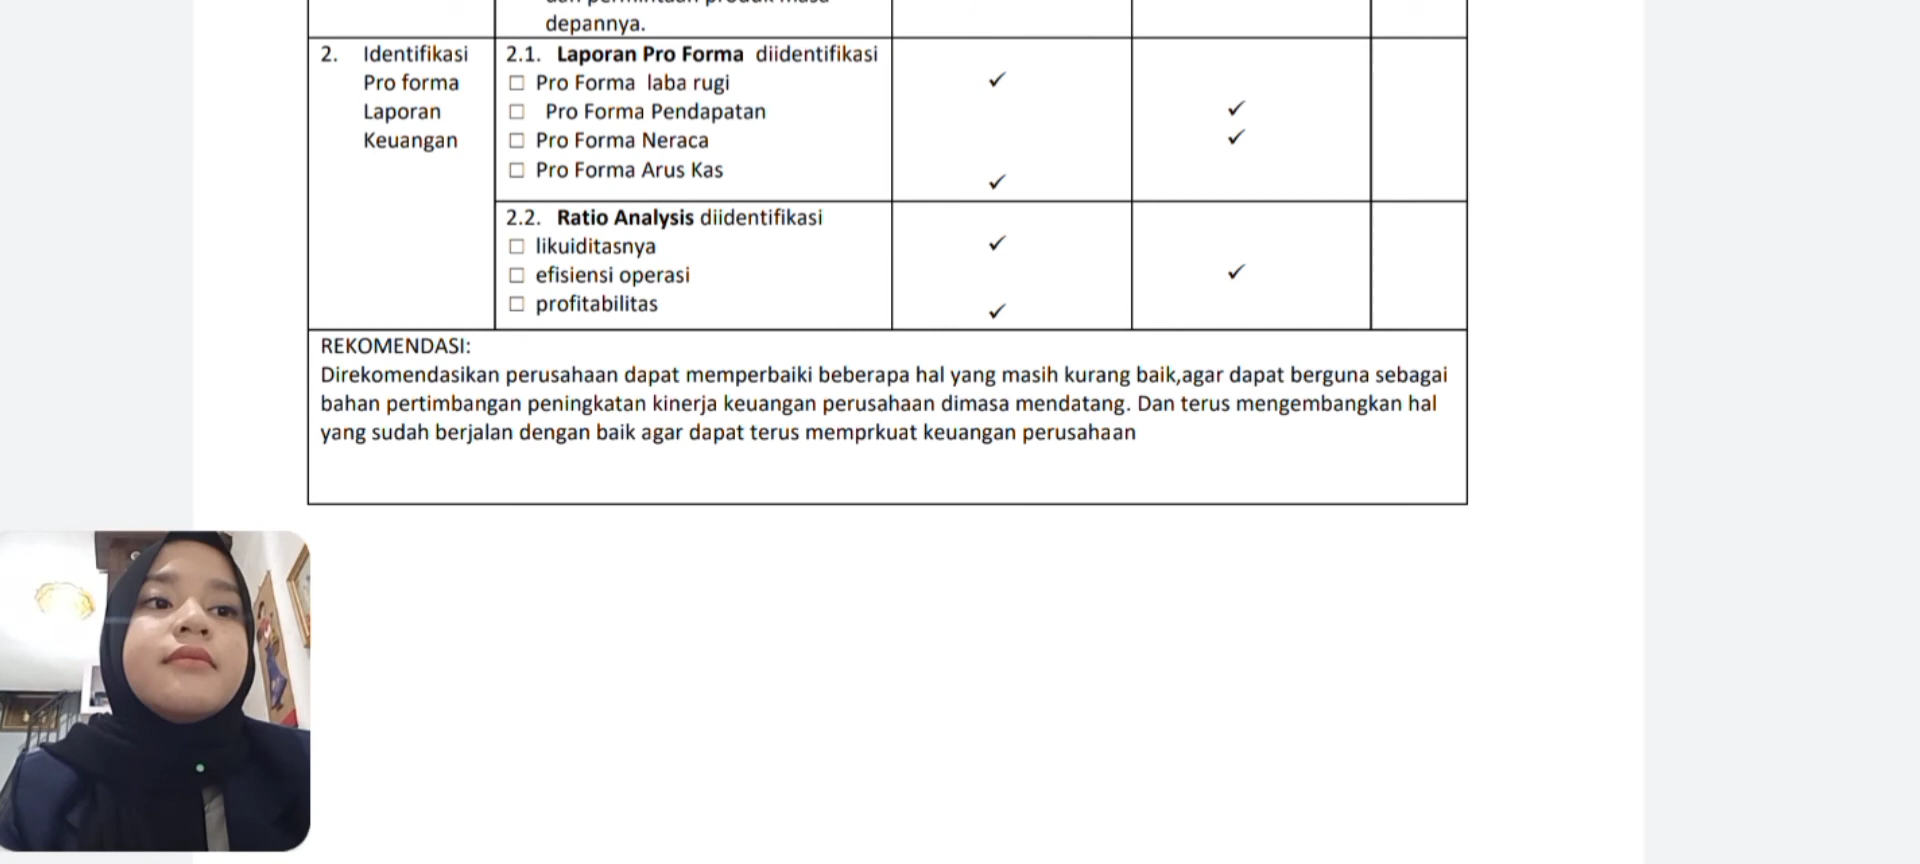 depannya.
2. Identifikasi
Pro forma
Laporan
Keuangan
2.1. Laporan Pro Forma diidentifikasi
☐ Pro Forma laba rugi ✓
☐ Pro Forma Pendapatan ✓
☐ Pro Forma Neraca ✓
☐ Pro Forma Arus Kas ✓
2.2. Ratio Analysis diidentifikasi
☐ likuiditasnya ✓
☐ efisiensi operasi ✓
☐ profitabilitas ✓
REKOMENDASI:
Direkomendasikan perusahaan dapat memperbaiki beberapa hal yang masih kurang baik,agar dapat berguna sebagai
bahan pertimbangan peningkatan kinerja keuangan perusahaan dimasa mendatang. Dan terus mengembangkan hal
yang sudah berjalan dengan baik agar dapat terus memprkuat keuangan perusahaan